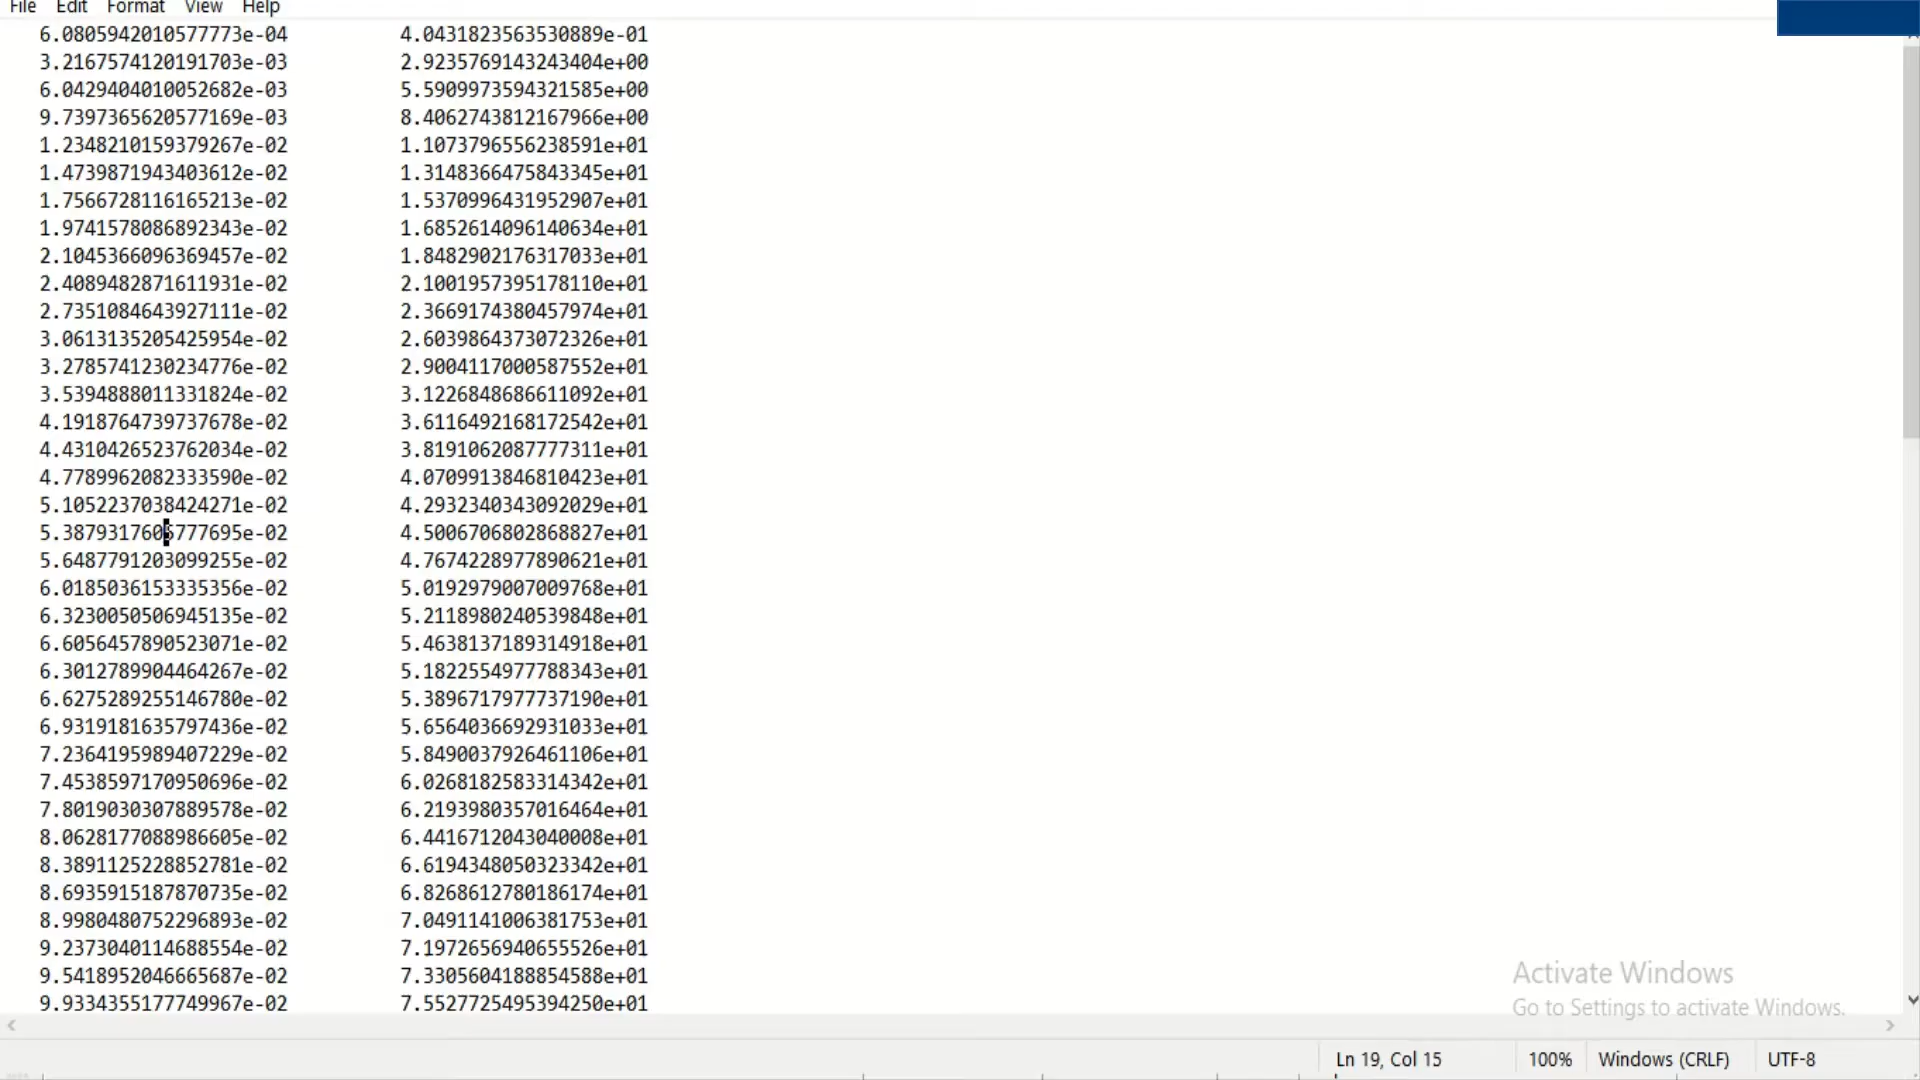 File Edit Format View Help
6.0805942010577773e-04 4.0431823563530889e-01
3.2167574120191703e-03 2.9235769143243404e+00
6.0429404010052682e-03 5.5909973594321585e+00
9.7397365620577169e-03 8.4062743812167966e+00
1.2348210159379267e-02 1.1073796556238591e+01
1.4739871943403612e-02 1.3148366475843345e+01
1.7566728116165213e-02 1.5370996431952907e+01
1.9741578086892343e-02 1.6852614096140634e+01
2.1045366096369457e-02 1.8482902176317033e+01
2.4089482871611931e-02 2.1001957395178110e+01
2.7351084643927111e-02 2.3669174380457974e+01
3.0613135205425954e-02 2.6039864373072326e+01
3.2785741230234776e-02 2.9004117000587552e+01
3.5394888011331824e-02 3.1226848686611092e+01
4.1918764739737678e-02 3.6116492168172542e+01
4.4310426523762034e-02 3.8191062087777311e+01
4.7789962082333590e-02 4.0709913846810423e+01
5.1052237038424271e-02 4.2932340343092029e+01
4.5006706802868827e+01
5.6487791203099255e-02 4.7674228977890621e+01
6.0185036153335356e-02 5.0192979007009768e+01
6.3230050506945135e-02 5.2118980240539848e+01
6.6056457890523071e-02 5.4638137189314918e+01
6.3012789904464267e-02 5.1822554977788343e+01
6.6275289255146780e-02 5.3896717977737190e+01
6.9319181635797436e-02 5.6564036692931033e+01
7.2364195989407229e-02 5.8490037926461106e+01
7.4538597170950696e-02 6.0268182583314342e+01
7.8019030307889578e-02 6.2193980357016464e+01
8.0628177088986605e-02 6.4416712043040008e+01
8.3891125228852781e-02 6.6194348050323342e+01
8.6935915187870735e-02 6.8268612780186174e+01
8.9980480752296893e-02 7.0491141006381753e+01
9.2373040114688554e-02 7.1972656940655526e+01
9.5418952046665687e-02 7.3305604188854588e+01
9.9334355177749967e-02 7.5527725495394250e+01
Activate Windows
Go to Settings to activate Windows.
Ln 19, Col 15 100% Windows (CRLF) UTF-8